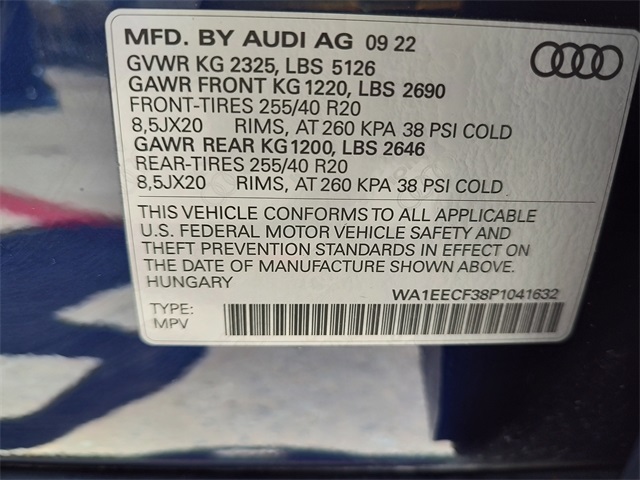 MFD. BY AUDI AG 09 22
GVWR KG 2325, LBS 5126
GAWR FRONT KG 1220, LBS 2690
FRONT-TIRES 255/40 R20
8,5JX20 RIMS, AT 260 KPA 38 PSI COLD
GAWR REAR KG1200, LBS 2646
REAR-TIRES 255/40 R20
8,5JX20 RIMS, AT 260 KPA 38 PSI COLD
THIS VEHICLE CONFORMS TO ALL APPLICABLE
U.S. FEDERAL MOTOR VEHICLE SAFETY AND
THEFT PREVENTION STANDARDS IN EFFECT ON
THE DATE OF MANUFACTURE SHOWN ABOVE.
HUNGARY
WA1EECF38P1041632
TYPE:
MPV